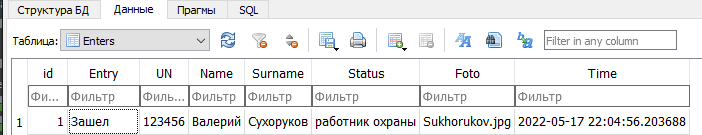 Структура БД Данные Прагмы SQL
Таблица: Enters Filter in any column
id Entry UN Name Surname Status Foto Time
Фи... Фильтр Филь... Фильтр Фильтр Фильтр Фильтр Фильтр
1 1 Зашел 123456 Валерий Сухоруков работник охраны Sukhorukov.jpg 2022-05-17 22:04:56.203688